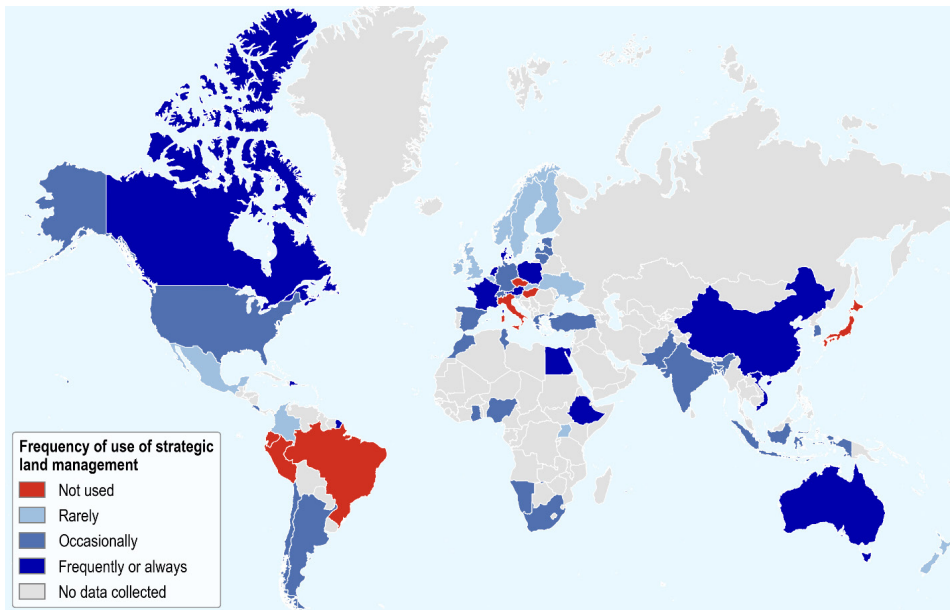 Frequency of use of strategic
land management
Not used
Rarely
Occasionally
Frequently or always
No data collected